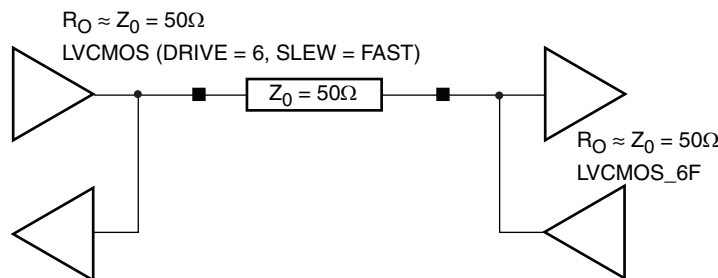 R_O ≈ Z_0 = 50Ω
LVCMOS (DRIVE = 6, SLEW = FAST)
Z_0 = 50Ω
R_O ≈ Z_0 = 50Ω
LVCMOS_6F